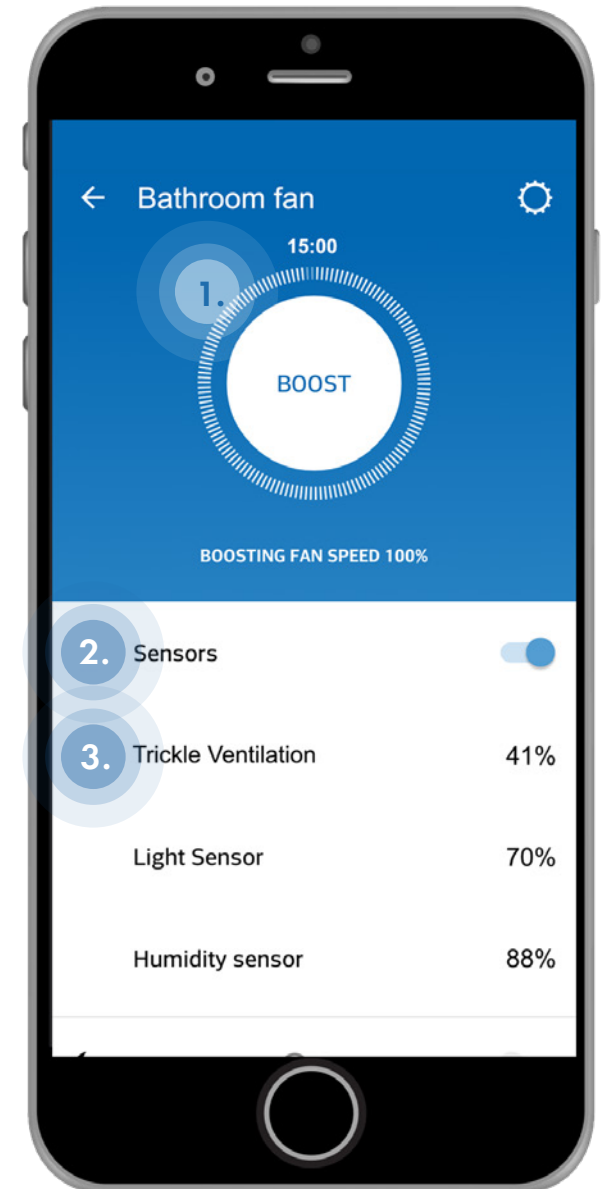 Bathroom fan
15:00
1.
BOOST
BOOSTING FAN SPEED 100%
2. Sensors
3. Trickle Ventilation 41%
Light Sensor 70%
Humidity sensor 88%